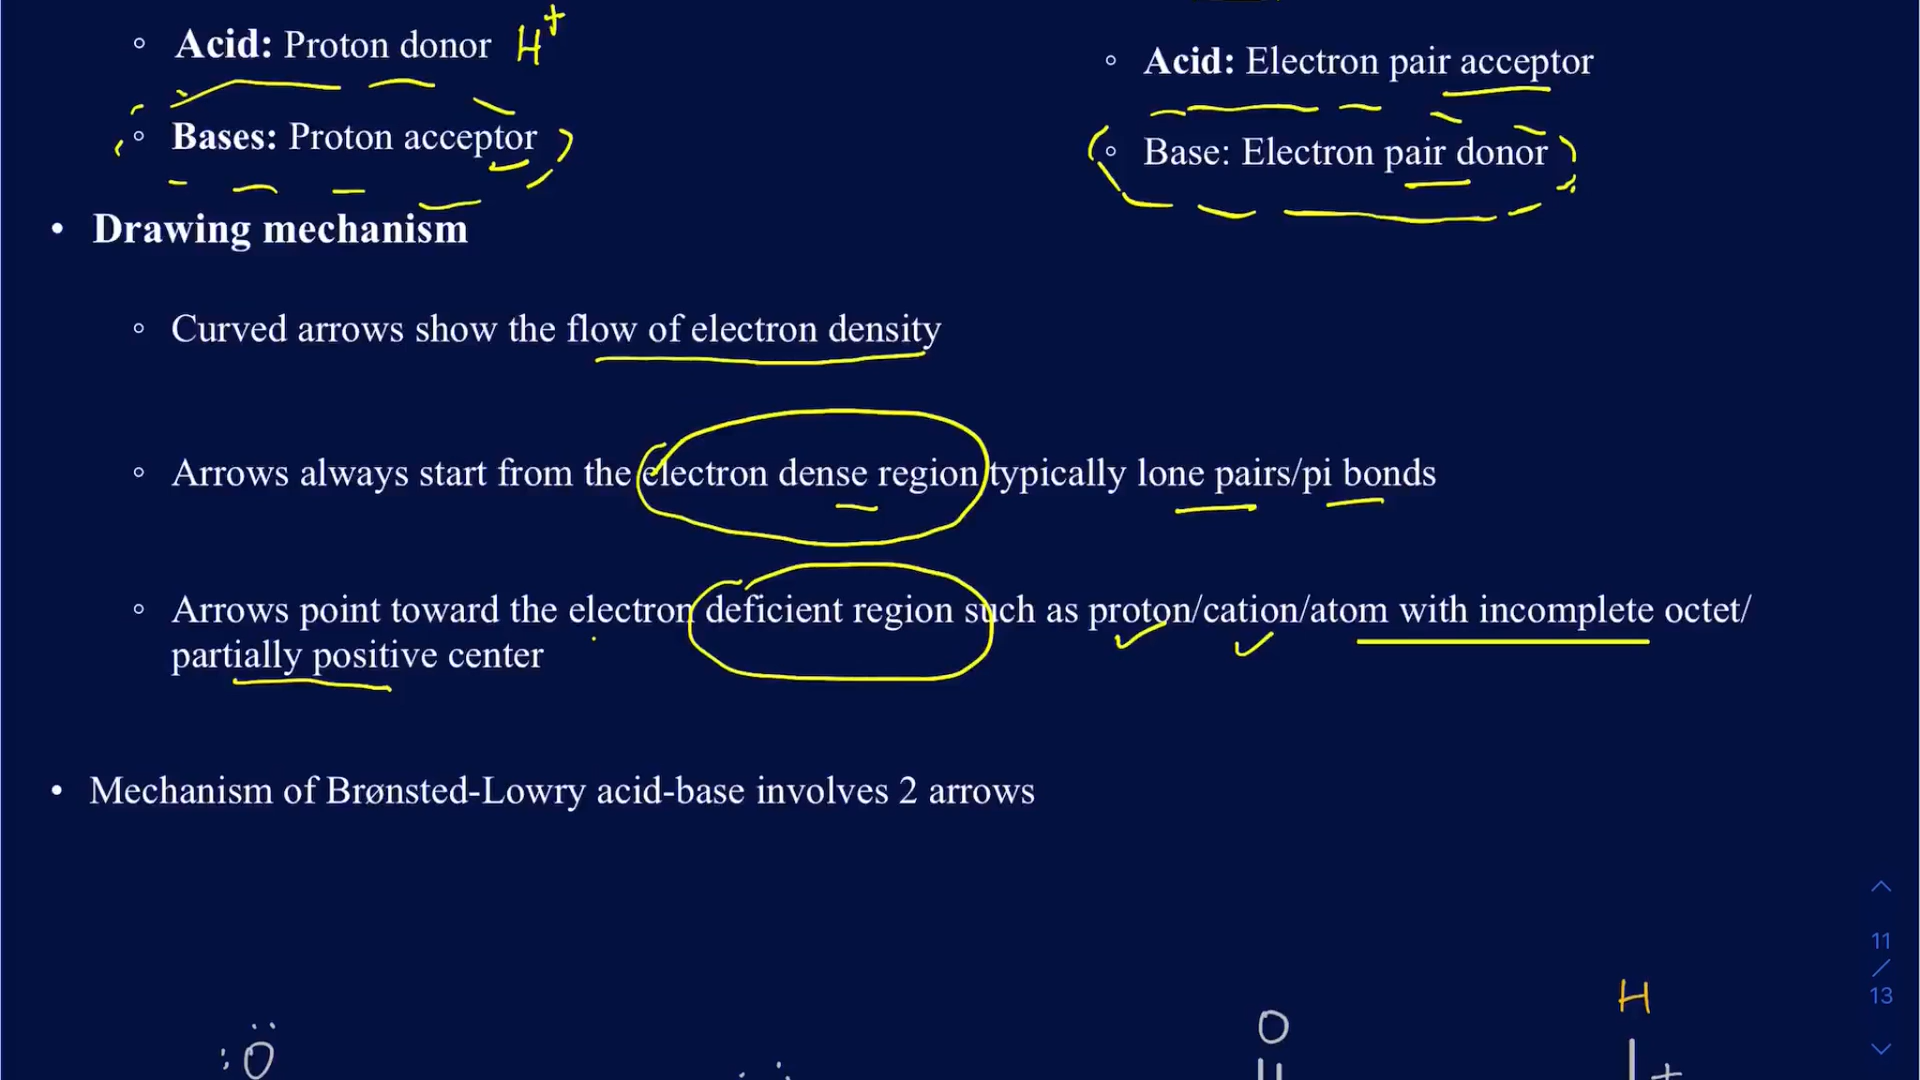 ◦ Acid: Proton donor H⁺
◦ Bases: Proton acceptor
◦ Acid: Electron pair acceptor
◦ Base: Electron pair donor
• Drawing mechanism
◦ Curved arrows show the flow of electron density
◦ Arrows always start from the electron dense region typically lone pairs/pi bonds
◦ Arrows point toward the electron deficient region such as proton/cation/atom with incomplete octet/
partially positive center
• Mechanism of Brønsted-Lowry acid-base involves 2 arrows
11
/
13
H
O
:O
+